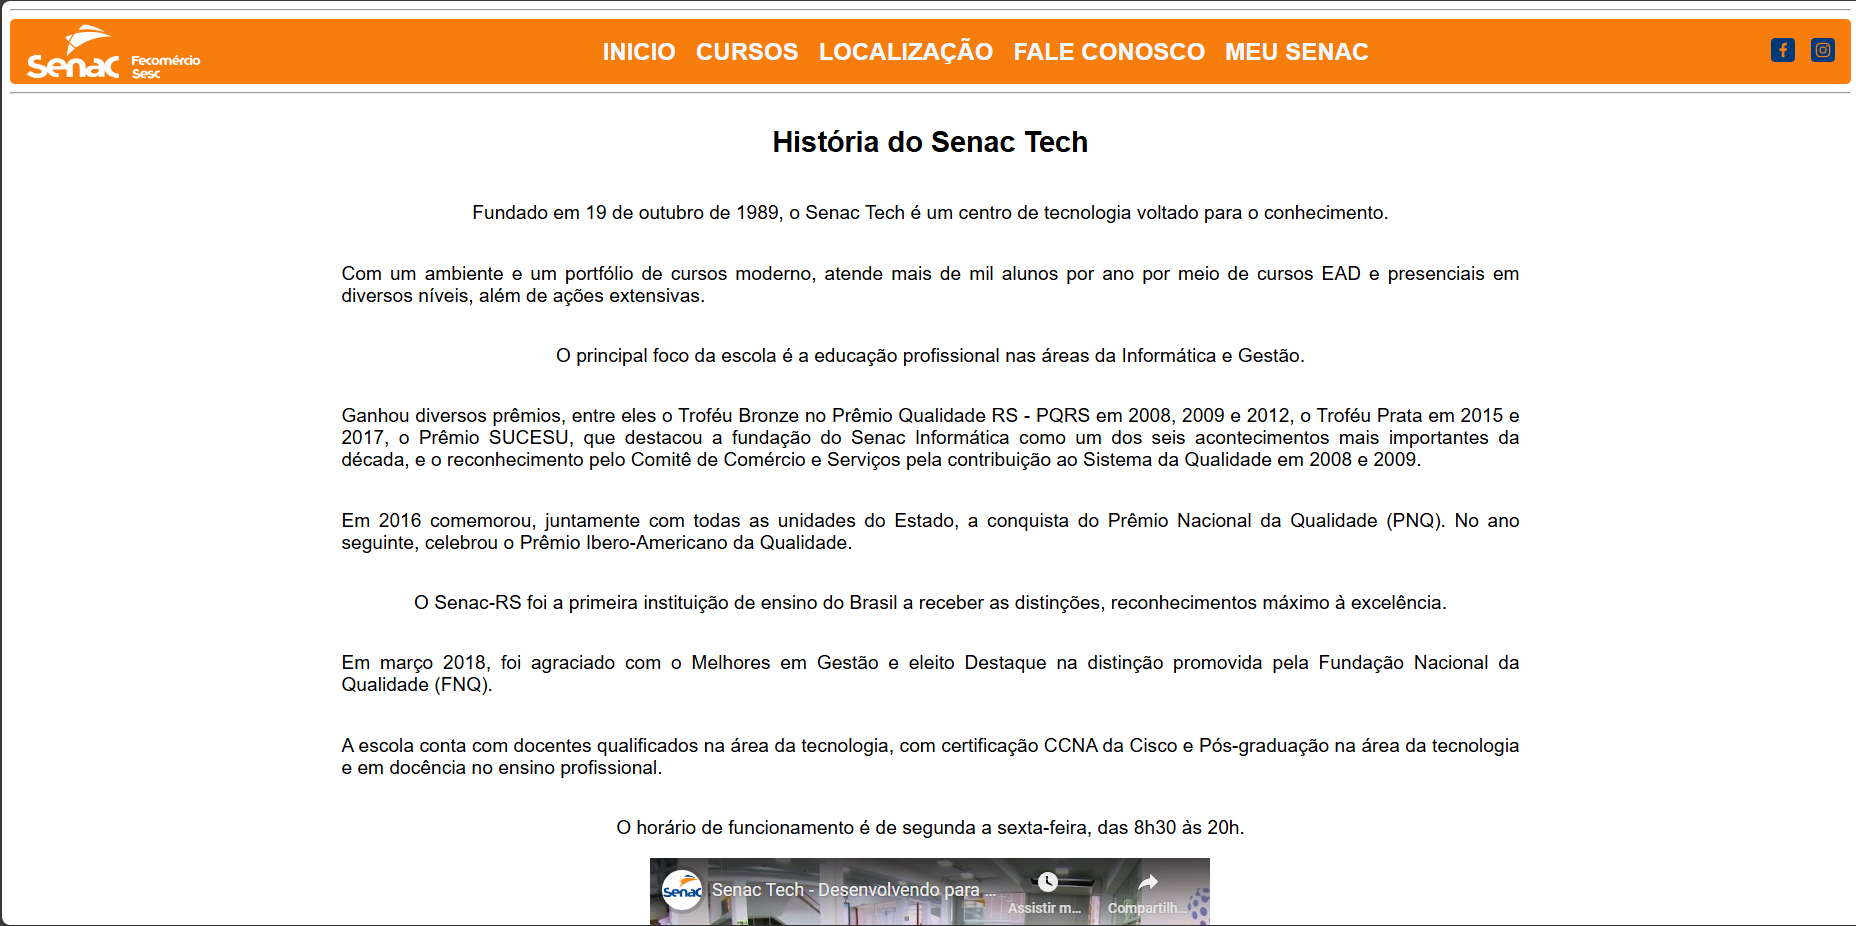 Senac Fecomércio
Sesc
INICIO CURSOS LOCALIZAÇÃO FALE CONOSCO MEU SENAC
História do Senac Tech
Fundado em 19 de outubro de 1989, o Senac Tech é um centro de tecnologia voltado para o conhecimento.
Com um ambiente e um portfólio de cursos moderno, atende mais de mil alunos por ano por meio de cursos EAD e presenciais em
diversos níveis, além de ações extensivas.
O principal foco da escola é a educação profissional nas áreas da Informática e Gestão.
Ganhou diversos prêmios, entre eles o Troféu Bronze no Prêmio Qualidade RS - PQRS em 2008, 2009 e 2012, o Troféu Prata em 2015 e
2017, o Prêmio SUCESU, que destacou a fundação do Senac Informática como um dos seis acontecimentos mais importantes da
década, e o reconhecimento pelo Comitê de Comércio e Serviços pela contribuição ao Sistema da Qualidade em 2008 e 2009.
Em 2016 comemorou, juntamente com todas as unidades do Estado, a conquista do Prêmio Nacional da Qualidade (PNQ). No ano
seguinte, celebrou o Prêmio Ibero-Americano da Qualidade.
O Senac-RS foi a primeira instituição de ensino do Brasil a receber as distinções, reconhecimentos máximo à excelência.
Em março 2018, foi agraciado com o Melhores em Gestão e eleito Destaque na distinção promovida pela Fundação Nacional da
Qualidade (FNQ).
A escola conta com docentes qualificados na área da tecnologia, com certificação CCNA da Cisco e Pós-graduação na área da tecnologia
e em docência no ensino profissional.
O horário de funcionamento é de segunda a sexta-feira, das 8h30 às 20h.
senac Senac Tech - Desenvolvendo para ...
Assistir m... Compartilh...